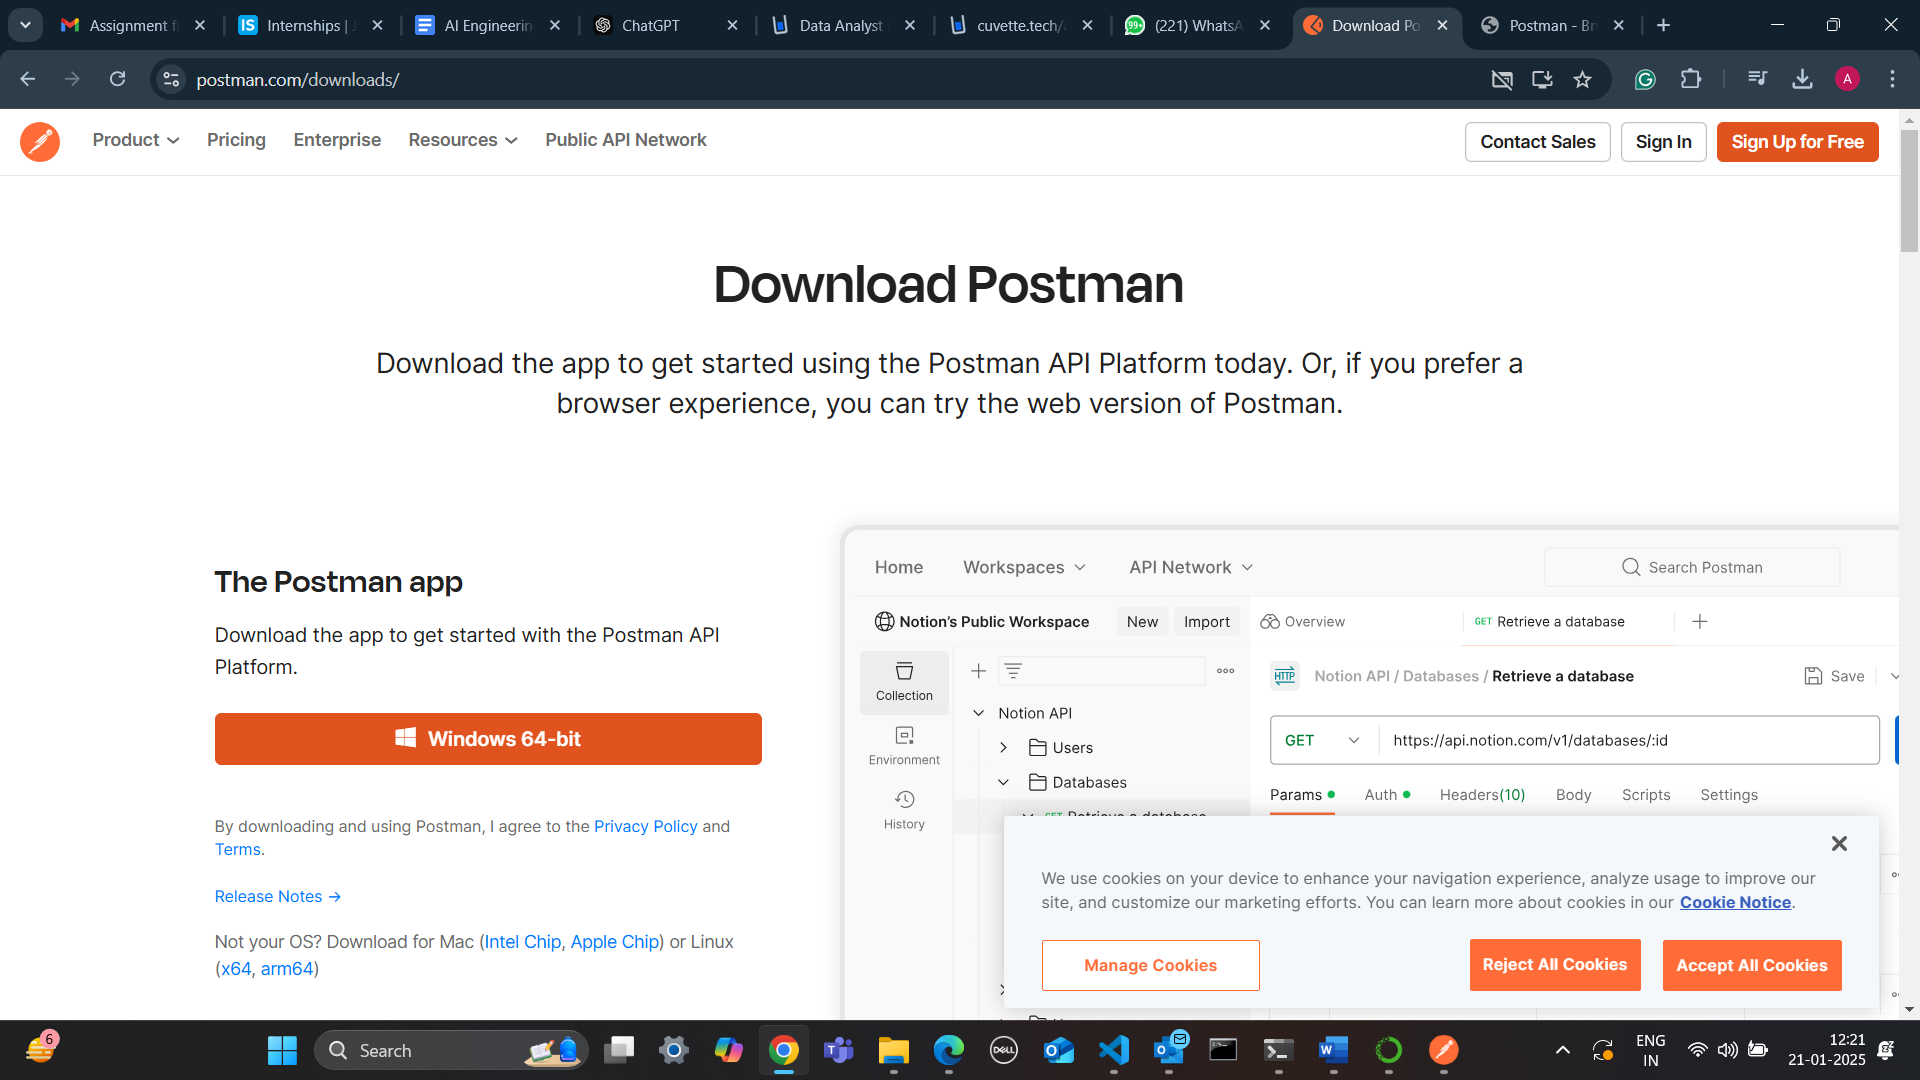 Assignment f
Internships | J
AI Engineerin
ChatGPT
Data Analyst
cuvette.tech/a
99+
(221) WhatsA
Download Po
Postman - Br
postman.com/downloads/
A
Product
Pricing
Enterprise
Resources
Public API Network
Contact Sales
Sign In
Sign Up for Free
Download Postman
Download the app to get started using the Postman API Platform today. Or, if you prefer a
browser experience, you can try the web version of Postman.
The Postman app
Download the app to get started with the Postman API
Platform.
Windows 64-bit
By downloading and using Postman, I agree to the Privacy Policy and
Terms.
Release Notes →
Not your OS? Download for Mac (Intel Chip, Apple Chip) or Linux
(x64, arm64)
Home
Workspaces
API Network
Search Postman
Notion's Public Workspace
New
Import
Overview
GET Retrieve a database
Collection
Environment
History
Notion API
Users
Databases
HTTP
Notion API / Databases / Retrieve a database
Save
GET
https://api.notion.com/v1/databases/:id
Params
Auth
Headers(10)
Body
Scripts
Settings
We use cookies on your device to enhance your navigation experience, analyze usage to improve our
site, and customize our marketing efforts. You can learn more about cookies in our Cookie Notice.
Manage Cookies
Reject All Cookies
Accept All Cookies
6
Search
DELL
ENG
IN
12:21
21-01-2025